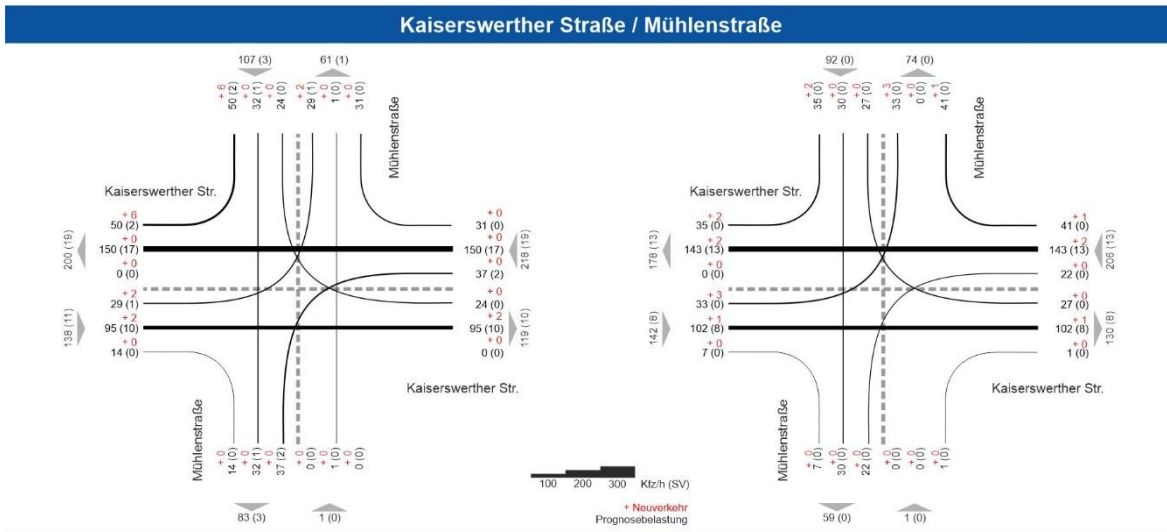 Kaiserswerther Straße / Mühlenstraße
107 (3) 61 (1)
+ 6 + 0 + 0 + 2 + 0 + 0
50 (2) 32 (1) 24 (0) 29 (1) 1 (0) 31 (0)
Mühlenstraße
Kaiserswerther Str.
+ 6
50 (2)
+ 0
150 (17)
+ 0
0 (0)
200 (19)
+ 2
29 (1)
+ 2
95 (10)
+ 0
14 (0)
138 (11)
+ 0
31 (0)
+ 0
150 (17)
+ 0
37 (2)
218 (19)
+ 0
24 (0)
+ 2
95 (10)
+ 0
0 (0)
119 (10)
Kaiserswerther Str.
Mühlenstraße
+ 0 + 0 + 0 + 0 + 0 + 0
14 (0) 32 (1) 37 (2) 0 (0) 1 (0) 0 (0)
83 (3) 1 (0)
92 (0) 74 (0)
+ 2 + 0 + 0 + 3 + 0 + 1
35 (0) 30 (0) 27 (0) 33 (0) 0 (0) 41 (0)
Mühlenstraße
Kaiserswerther Str.
+ 2
35 (0)
+ 2
143 (13)
+ 0
0 (0)
178 (13)
+ 3
33 (0)
+ 1
102 (8)
+ 0
7 (0)
142 (8)
+ 1
41 (0)
+ 2
143 (13)
+ 0
22 (0)
206 (13)
+ 0
27 (0)
+ 1
102 (8)
+ 0
1 (0)
130 (8)
Kaiserswerther Str.
Mühlenstraße
+ 0 + 0 + 0 + 0 + 0 + 0
7 (0) 30 (0) 22 (0) 0 (0) 0 (0) 1 (0)
59 (0) 1 (0)
100 200 300 Kfz/h (SV)
+ Neuverkehr
Prognosebelastung